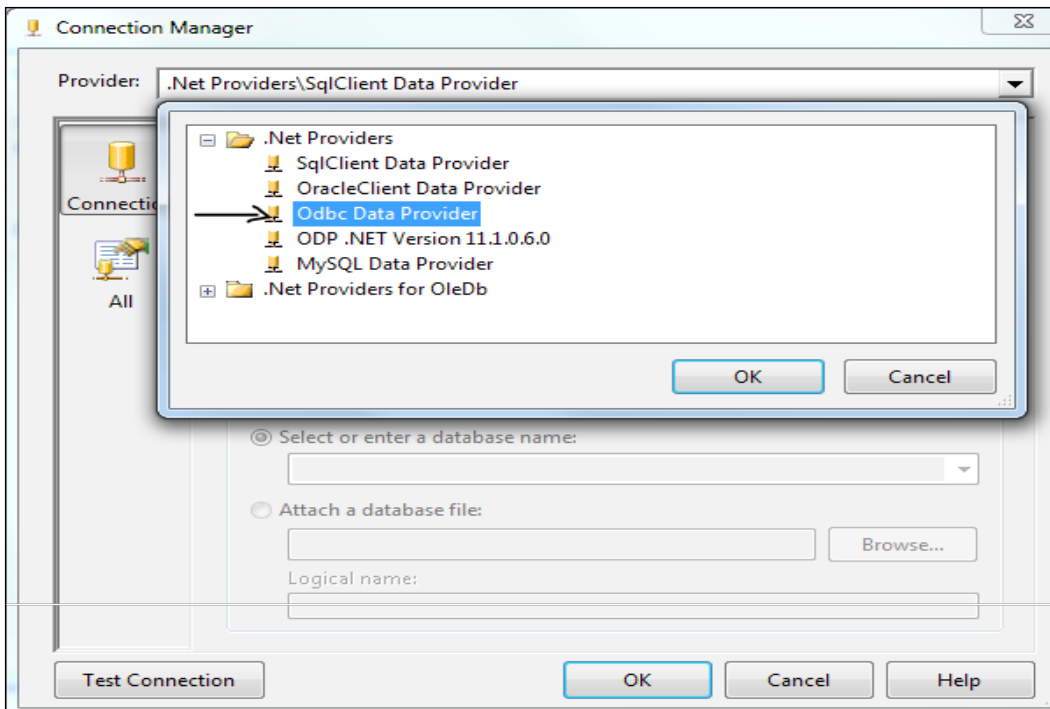 Connection Manager
Provider: .Net Providers\SqlClient Data Provider
.Net Providers
SqlClient Data Provider
OracleClient Data Provider
Odbc Data Provider
ODP .NET Version 11.1.0.6.0
MySQL Data Provider
.Net Providers for OleDb
OK Cancel
Connectio
All
Select or enter a database name:
Attach a database file:
Browse...
Logical name:
Test Connection OK Cancel Help